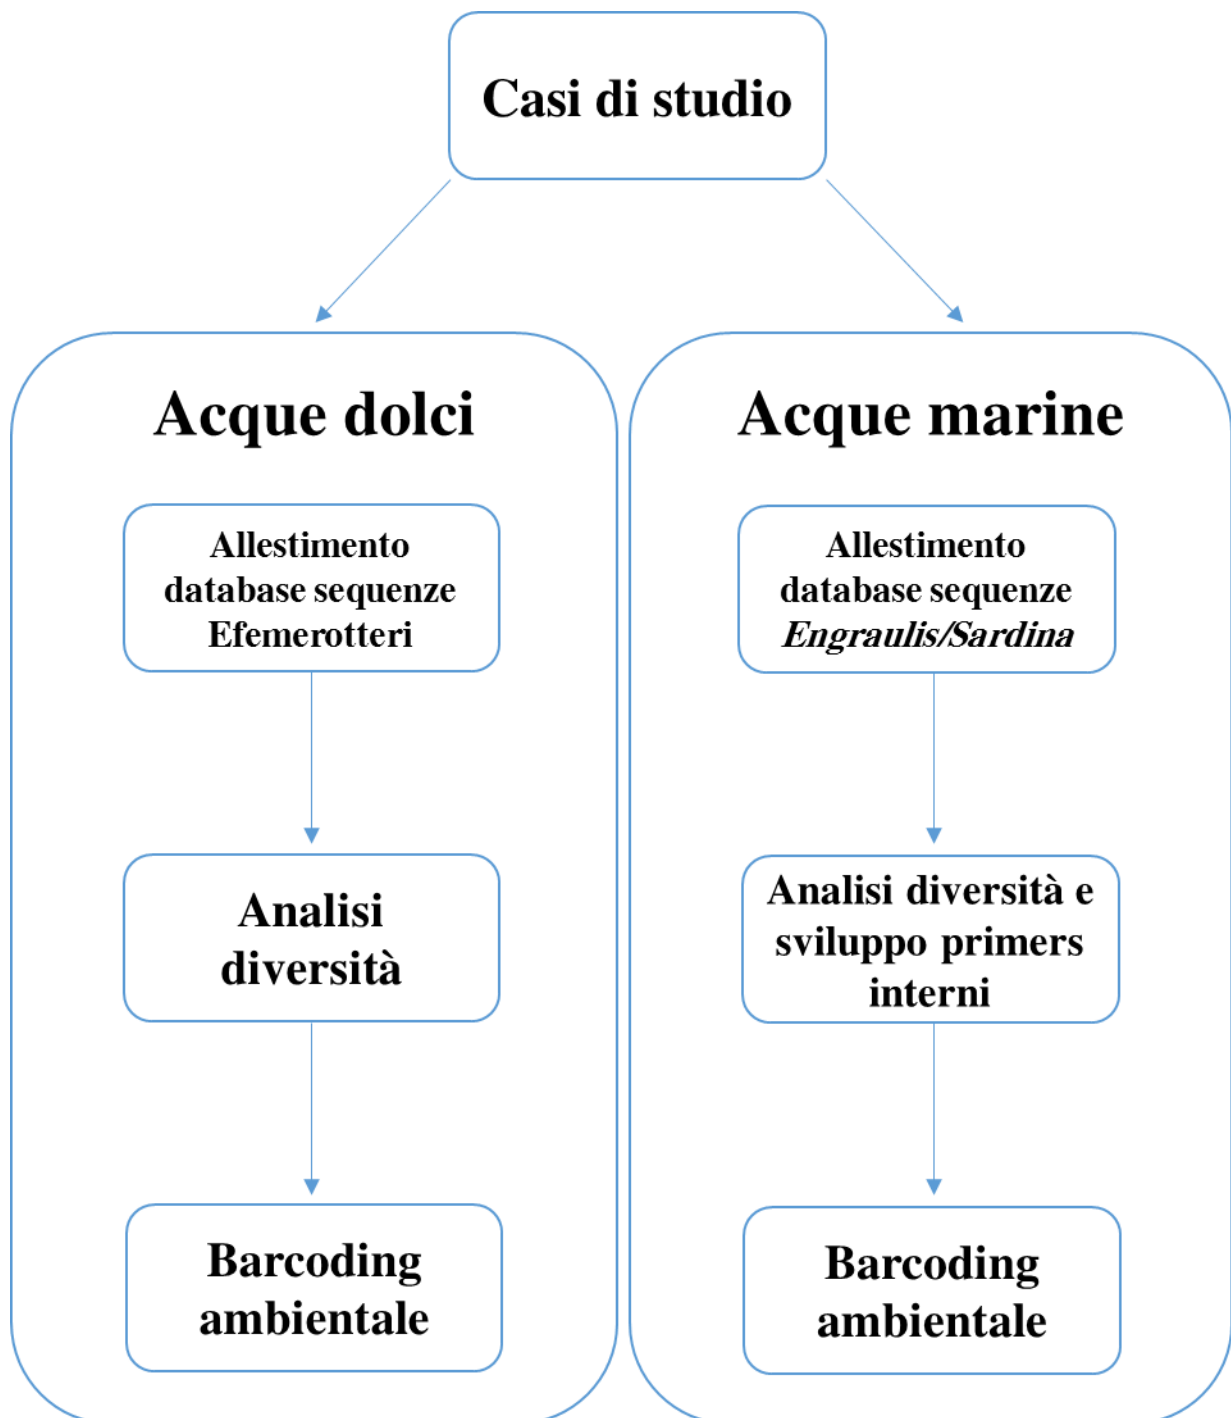 Casi di studio
Acque dolci
Allestimento
database sequenze
Efemerotteri
Analisi
diversità
Barcoding
ambientale
Acque marine
Allestimento
database sequenze
Engraulis/Sardina
Analisi diversità e
sviluppo primers
interni
Barcoding
ambientale